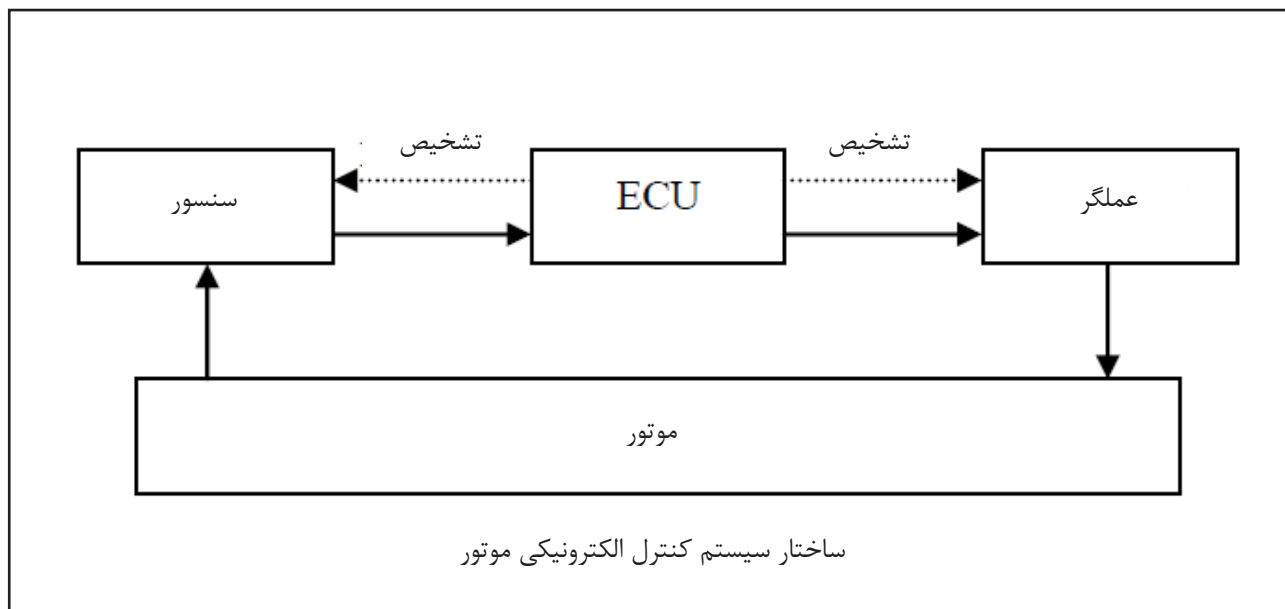 تشخیص
تشخیص
عملگر
ECU
سنسور
موتور
ساختار سیستم کنترل الکترونیکی موتور